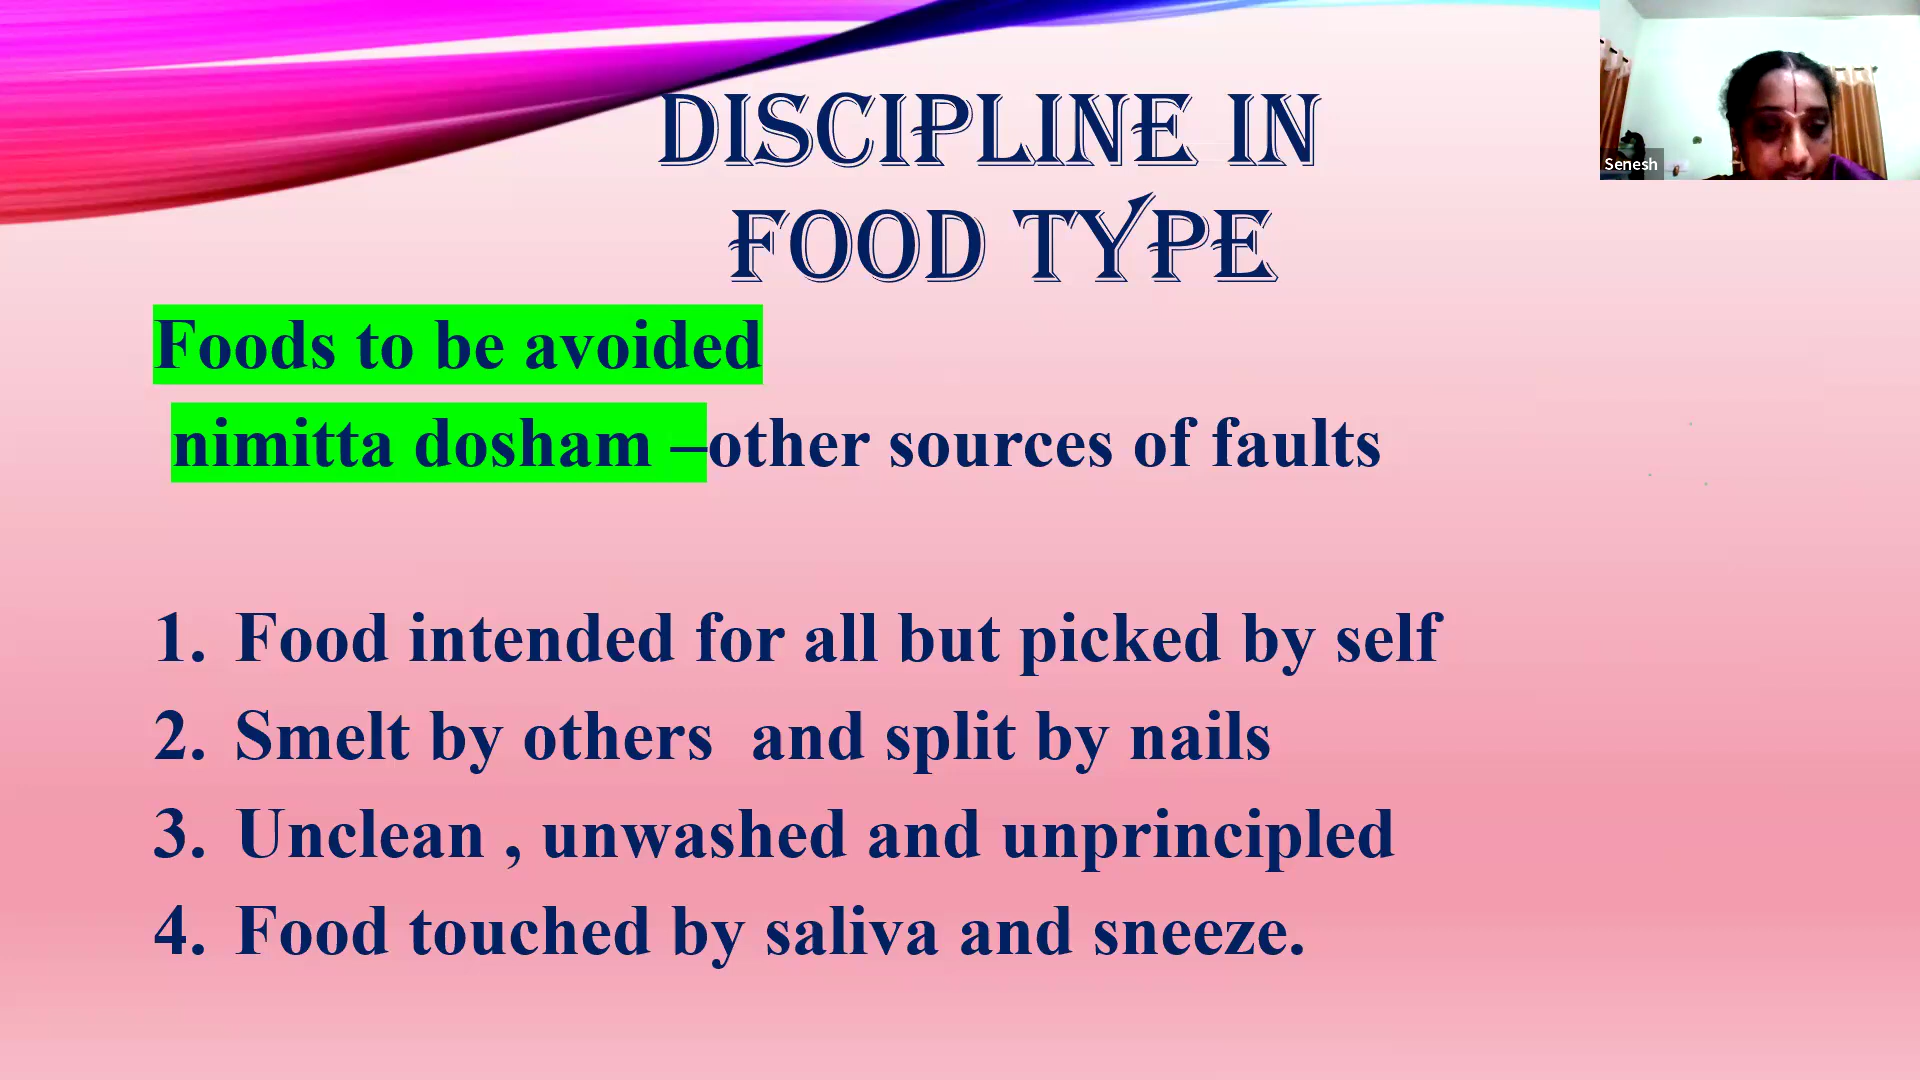 DISCIPLINE IN
FOOD TYPE
Senesh
Foods to be avoided
nimitta dosham –other sources of faults
1. Food intended for all but picked by self
2. Smelt by others  and split by nails
3. Unclean , unwashed and unprincipled
4. Food touched by saliva and sneeze.